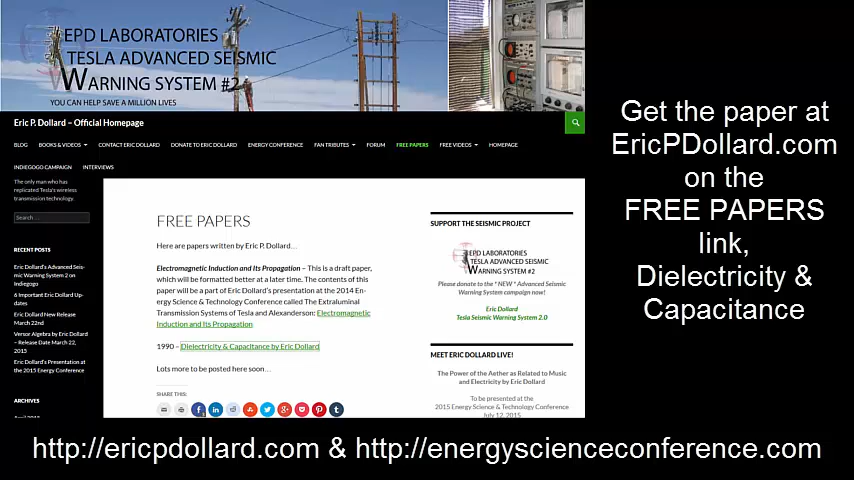 EPD LABORATORIES
TESLA ADVANCED SEISMIC
WARNING SYSTEM #2
YOU CAN HELP SAVE A MILLION LIVES
Eric P. Dollard – Official Homepage
BLOG BOOKS & VIDEOS CONTACT ERIC DOLLARD DONATE TO ERIC DOLLARD ENERGY CONFERENCE FAN TRIBUTES FORUM FREE PAPERS FREE VIDEOS HOMEPAGE
INDIEGOGO CAMPAIGN INTERVIEWS
The only man who has
replicated Tesla's wireless
transmission technology.
Search ...
RECENT POSTS
Eric Dollard's Advanced Seis-
mic Warning System 2 on
Indiegogo
6 Important Eric Dollard Up-
dates
Eric Dollard New Release
March 22nd
Versor Algebra by Eric Dollard
– Release Date March 22,
2015
Eric Dollard's Presentation at
the 2015 Energy Conference
ARCHIVES
April 2015
FREE PAPERS
Here are papers written by Eric P. Dollard...
Electromagnetic Induction and Its Propagation – This is a draft paper,
which will be formatted better at a later time. The contents of this
paper will be a part of Eric Dollard's presentation at the 2014 En-
ergy Science & Technology Conference called The Extraluminal
Transmission Systems of Tesla and Alexanderson: Electromagnetic
Induction and Its Propagation
1990 – Dielectricity & Capacitance by Eric Dollard
Lots more to be posted here soon...
SHARE THIS:
SUPPORT THE SEISMIC PROJECT
EPD LABORATORIES
TESLA ADVANCED SEISMIC
WARNING SYSTEM #2
Please donate to the * NEW * Advanced Seismic
Warning System campaign now!
Eric Dollard
Tesla Seismic Warning System 2.0
MEET ERIC DOLLARD LIVE!
The Power of the Aether as Related to Music
and Electricity by Eric Dollard
To be presented at the
2015 Energy Science & Technology Conference
July 12, 2015
Get the paper at
EricPDollard.com
on the
FREE PAPERS
link,
Dielectricity &
Capacitance
http://ericpdollard.com & http://energyscienceconference.com